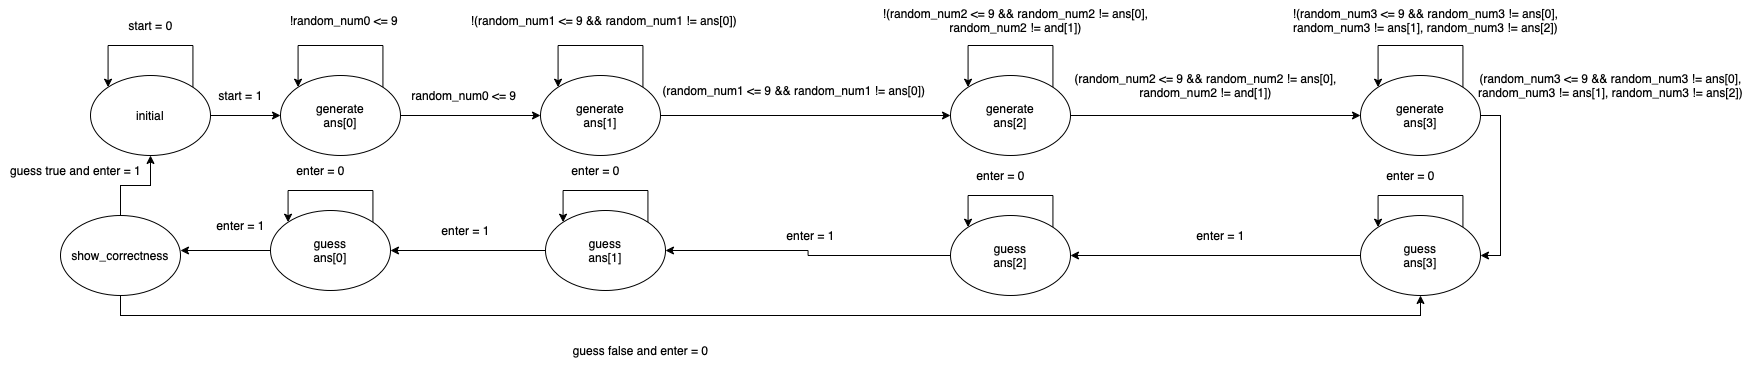 start = 0
!random_num0 <= 9
!(random_num1 <= 9 && random_num1 != ans[0])
!(random_num2 <= 9 && random_num2 != ans[0],
random_num2 != and[1])
!(random_num3 <= 9 && random_num3 != ans[0],
random_num3 != ans[1], random_num3 != ans[2])
initial
start = 1
generate
ans[0]
random_num0 <= 9
generate
ans[1]
(random_num1 <= 9 && random_num1 != ans[0])
generate
ans[2]
(random_num2 <= 9 && random_num2 != ans[0],
random_num2 != and[1])
generate
ans[3]
(random_num3 <= 9 && random_num3 != ans[0],
random_num3 != ans[1], random_num3 != ans[2])
guess true and enter = 1
enter = 0
enter = 0
enter = 0
enter = 0
show_correctness
enter = 1
guess
ans[0]
enter = 1
guess
ans[1]
enter = 1
guess
ans[2]
enter = 1
guess
ans[3]
guess false and enter = 0